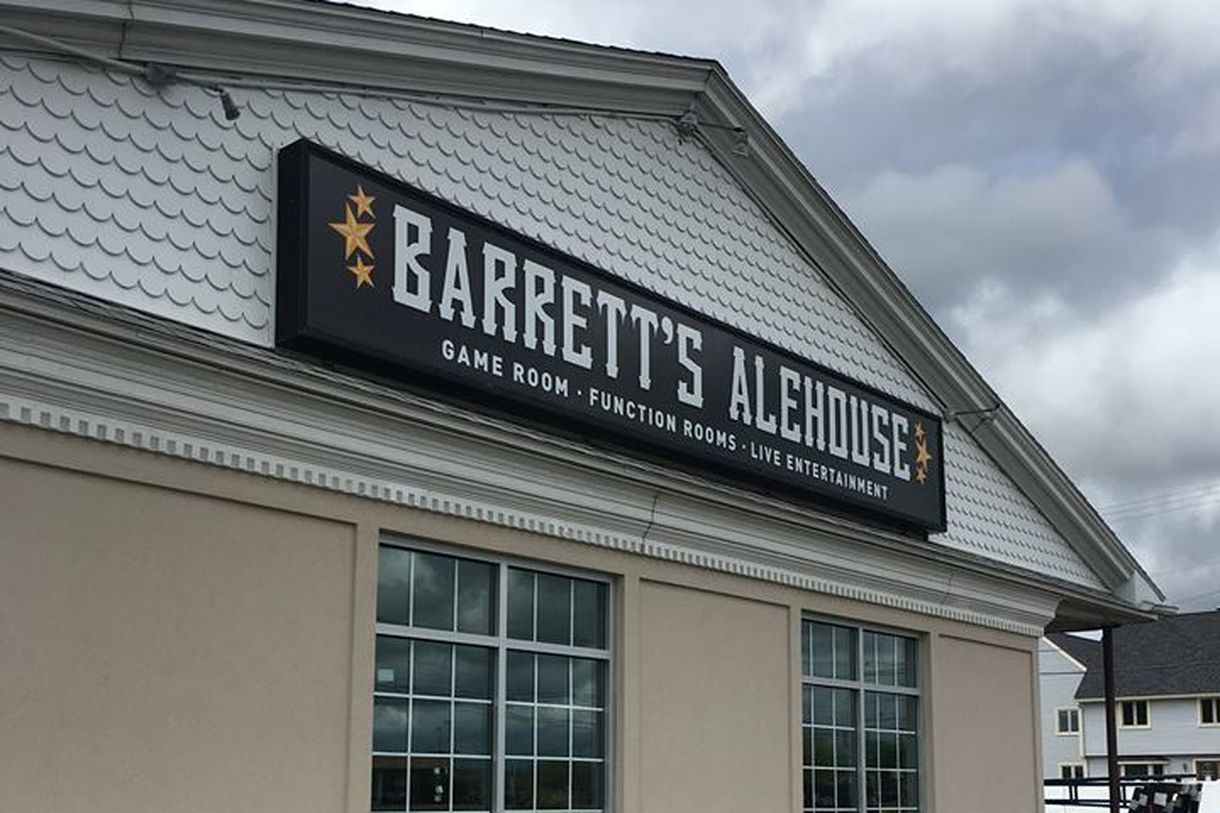 BARRETT'S ALEHOUSE
GAME ROOM · FUNCTION ROOMS · LIVE ENTERTAINMENT